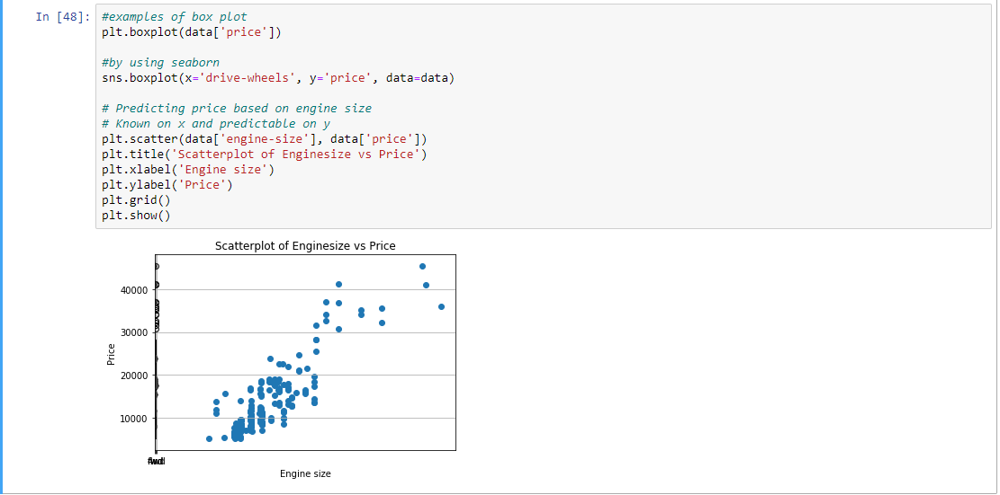 In [48]:
#examples of box plot
plt.boxplot(data['price'])
#by using seaborn
sns.boxplot(x='drive-wheels', y='price', data=data)
# Predicting price based on engine size
# Known on x and predictable on y
plt.scatter(data['engine-size'], data['price'])
plt.title('Scatterplot of Enginesize vs Price')
plt.xlabel('Engine size')
plt.ylabel('Price')
plt.grid()
plt.show()
Scatterplot of Enginesize vs Price
40000
30000
20000
10000
Price
Engine size